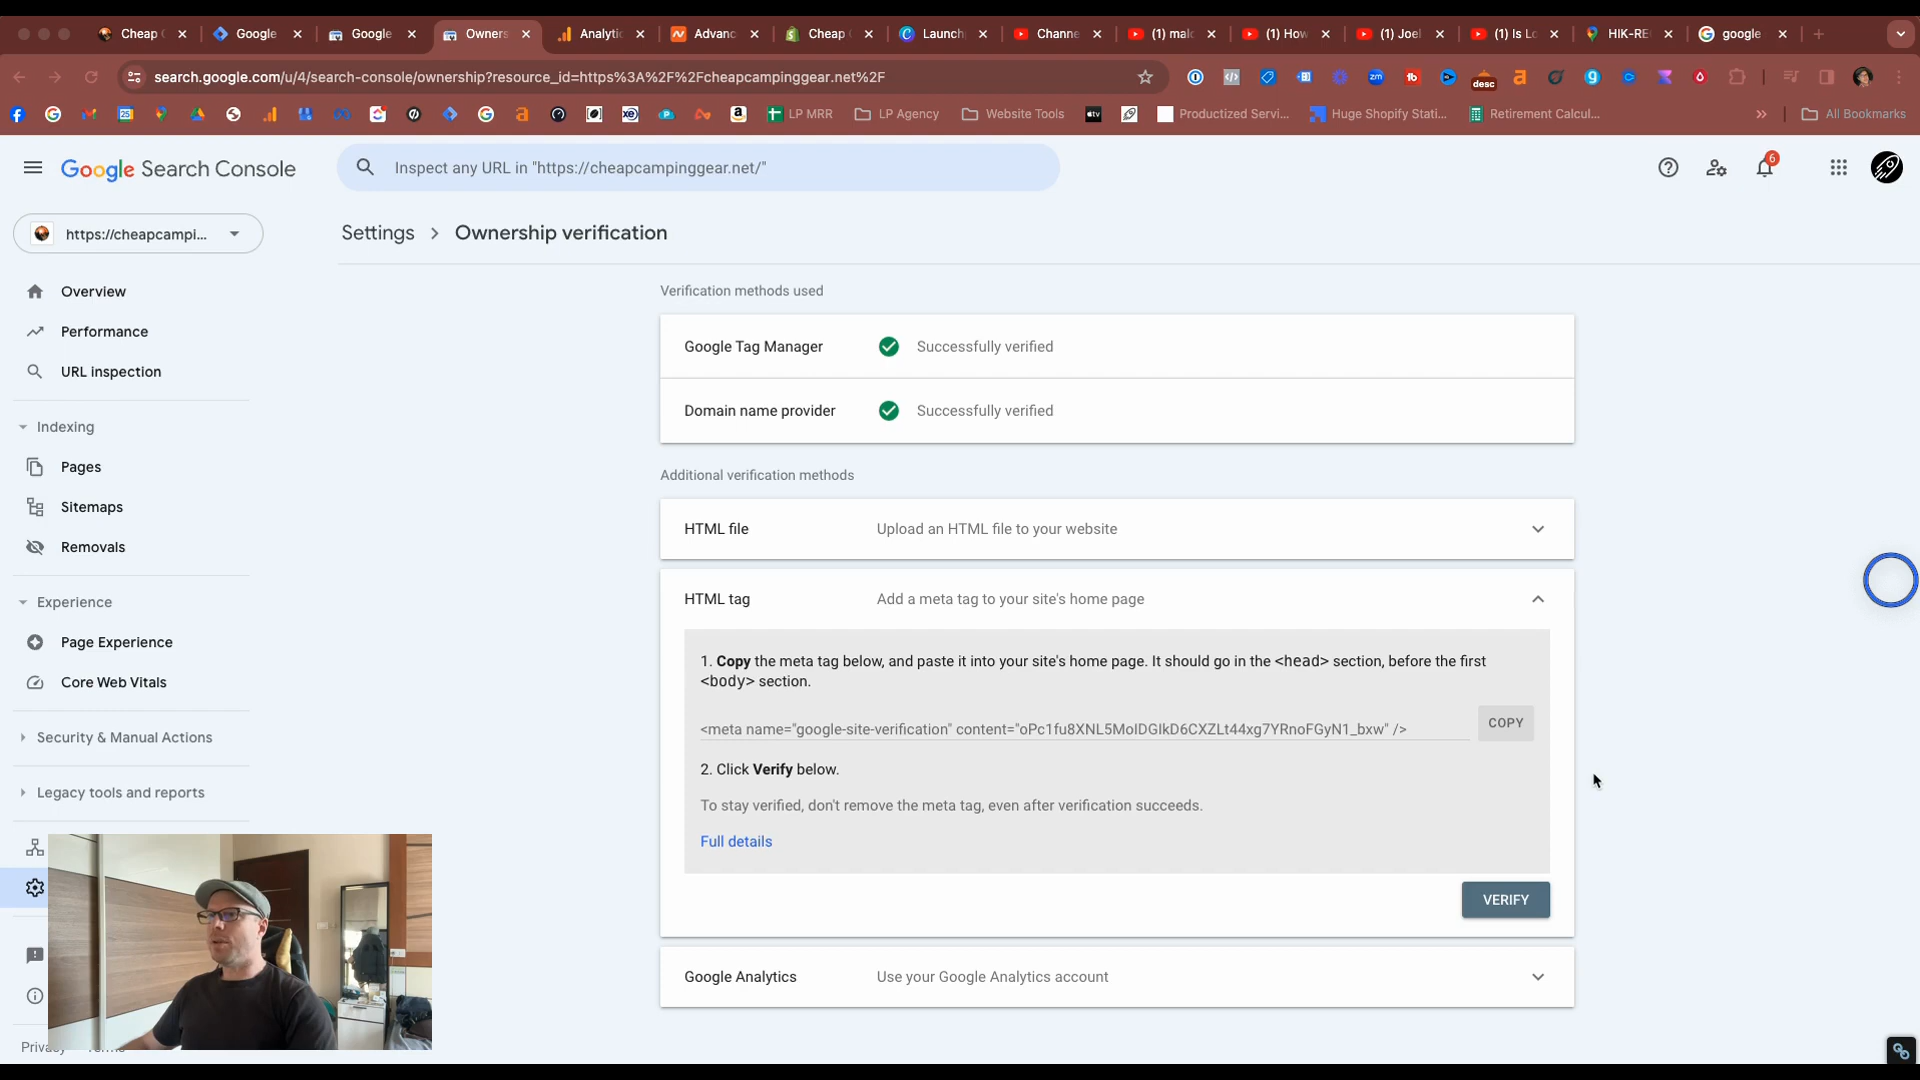 Cheap
Google
Google
Owners
Analytic
Advanc
Cheap
Launch
Channe
(1) malc
(1) How
(1) Joel
(1) Is Lo
HIK-RE
google
search.google.com/u/4/search-console/ownership?resource_id=https%3A%2F%2Fcheapcampinggear.net%2F
desc
LP MRR
LP Agency
Website Tools
Productized Servi...
Huge Shopify Stati...
Retirement Calcul...
All Bookmarks
Google Search Console
Inspect any URL in "https://cheapcampinggear.net/"
6
https://cheapcampi...
Settings > Ownership verification
Overview
Performance
URL inspection
Indexing
Pages
Sitemaps
Removals
Experience
Page Experience
Core Web Vitals
Security & Manual Actions
Legacy tools and reports
Privacy
Verification methods used
Google Tag Manager Successfully verified
Domain name provider Successfully verified
Additional verification methods
HTML file Upload an HTML file to your website
HTML tag Add a meta tag to your site's home page
1. Copy the meta tag below, and paste it into your site's home page. It should go in the <head> section, before the first
<body> section.
<meta name="google-site-verification" content="oPc1fu8XNL5MoIDGIkD6CXZLt44xg7YRnoFGyN1_bxw" />
COPY
2. Click Verify below.
To stay verified, don't remove the meta tag, even after verification succeeds.
Full details
VERIFY
Google Analytics Use your Google Analytics account